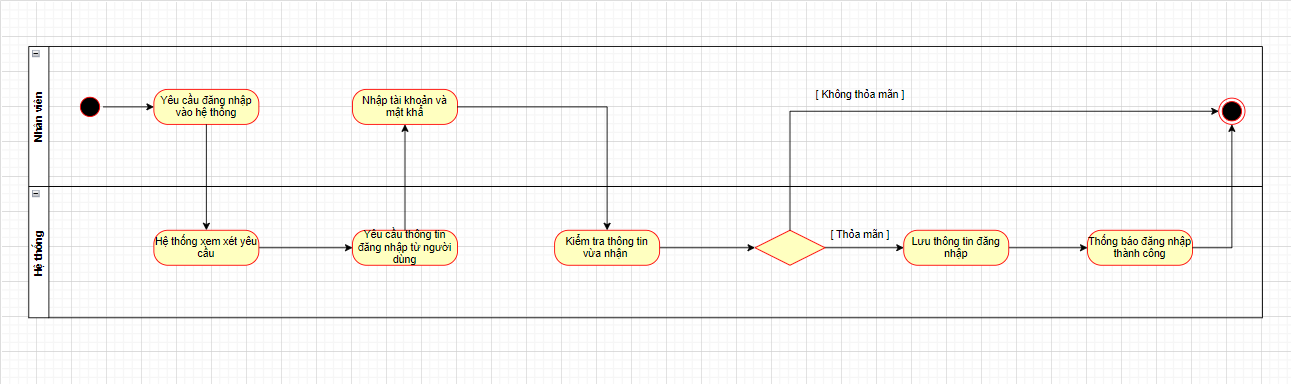 Nhân viên
Yêu cầu đăng nhập
vào hệ thống
Nhập tài khoản và
mật khẩ
[ Không thỏa mãn ]
Hệ thống
Hệ thống xem xét yêu
cầu
Yêu cầu thông tin
đăng nhập từ người
dùng
Kiểm tra thông tin
vừa nhận
[ Thỏa mãn ]
Lưu thông tin đăng
nhập
Thống báo đăng nhập
thành công